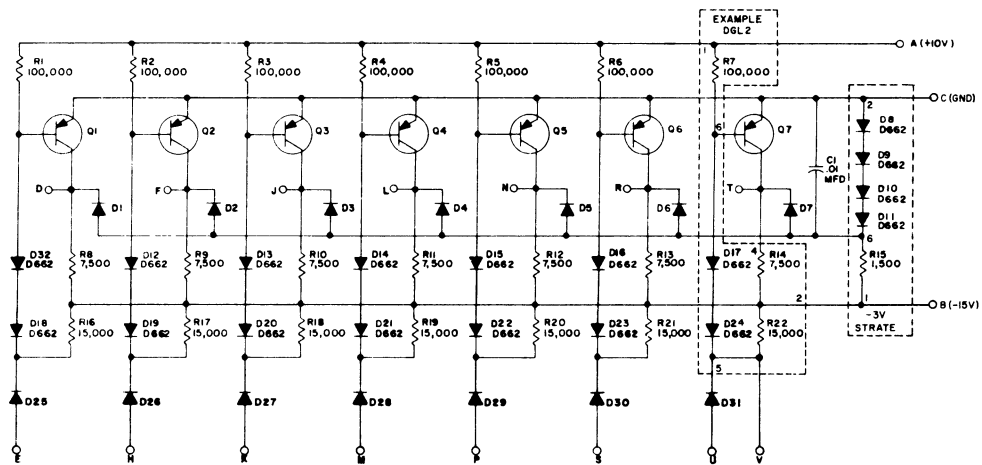 EXAMPLE
DGL2
A (+10V)
R1
100,000
R2
100,000
R3
100,000
R4
100,000
R5
100,000
R6
100,000
1
R7
100,000
C (GND)
2
Q1
Q2
Q3
Q4
Q5
Q6
6
Q7
C1
.01
MFD
D8
D662
D9
D662
D10
D662
D11
D662
D
D1
F
D2
J
D3
L
D4
N
D5
R
D6
T
D7
6
D32
D662
R8
7,500
D12
D662
R9
7,500
D13
D662
R10
7,500
D14
D662
R11
7,500
D15
D662
R12
7,500
D16
D662
R13
7,500
D17
D662
4
R14
7,500
R15
1,500
2
1
B (-15V)
D18
D662
R16
15,000
D19
D662
R17
15,000
D20
D662
R18
15,000
D21
D662
R19
15,000
D22
D662
R20
15,000
D23
D662
R21
15,000
D24
D662
R22
15,000
-3V
STRATE
5
D25
D26
D27
D28
D29
D30
D31
E
H
K
M
P
S
U
V